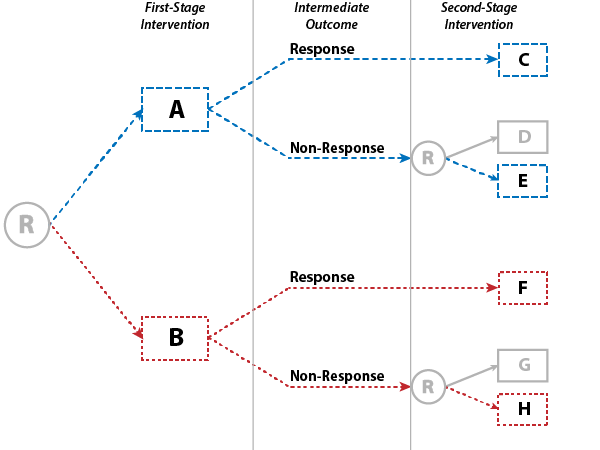 First-Stage
Intervention
Intermediate
Outcome
Second-Stage
Intervention
Response
C
A
D
Non-Response
R
E
R
Response
F
B
G
Non-Response
R
H